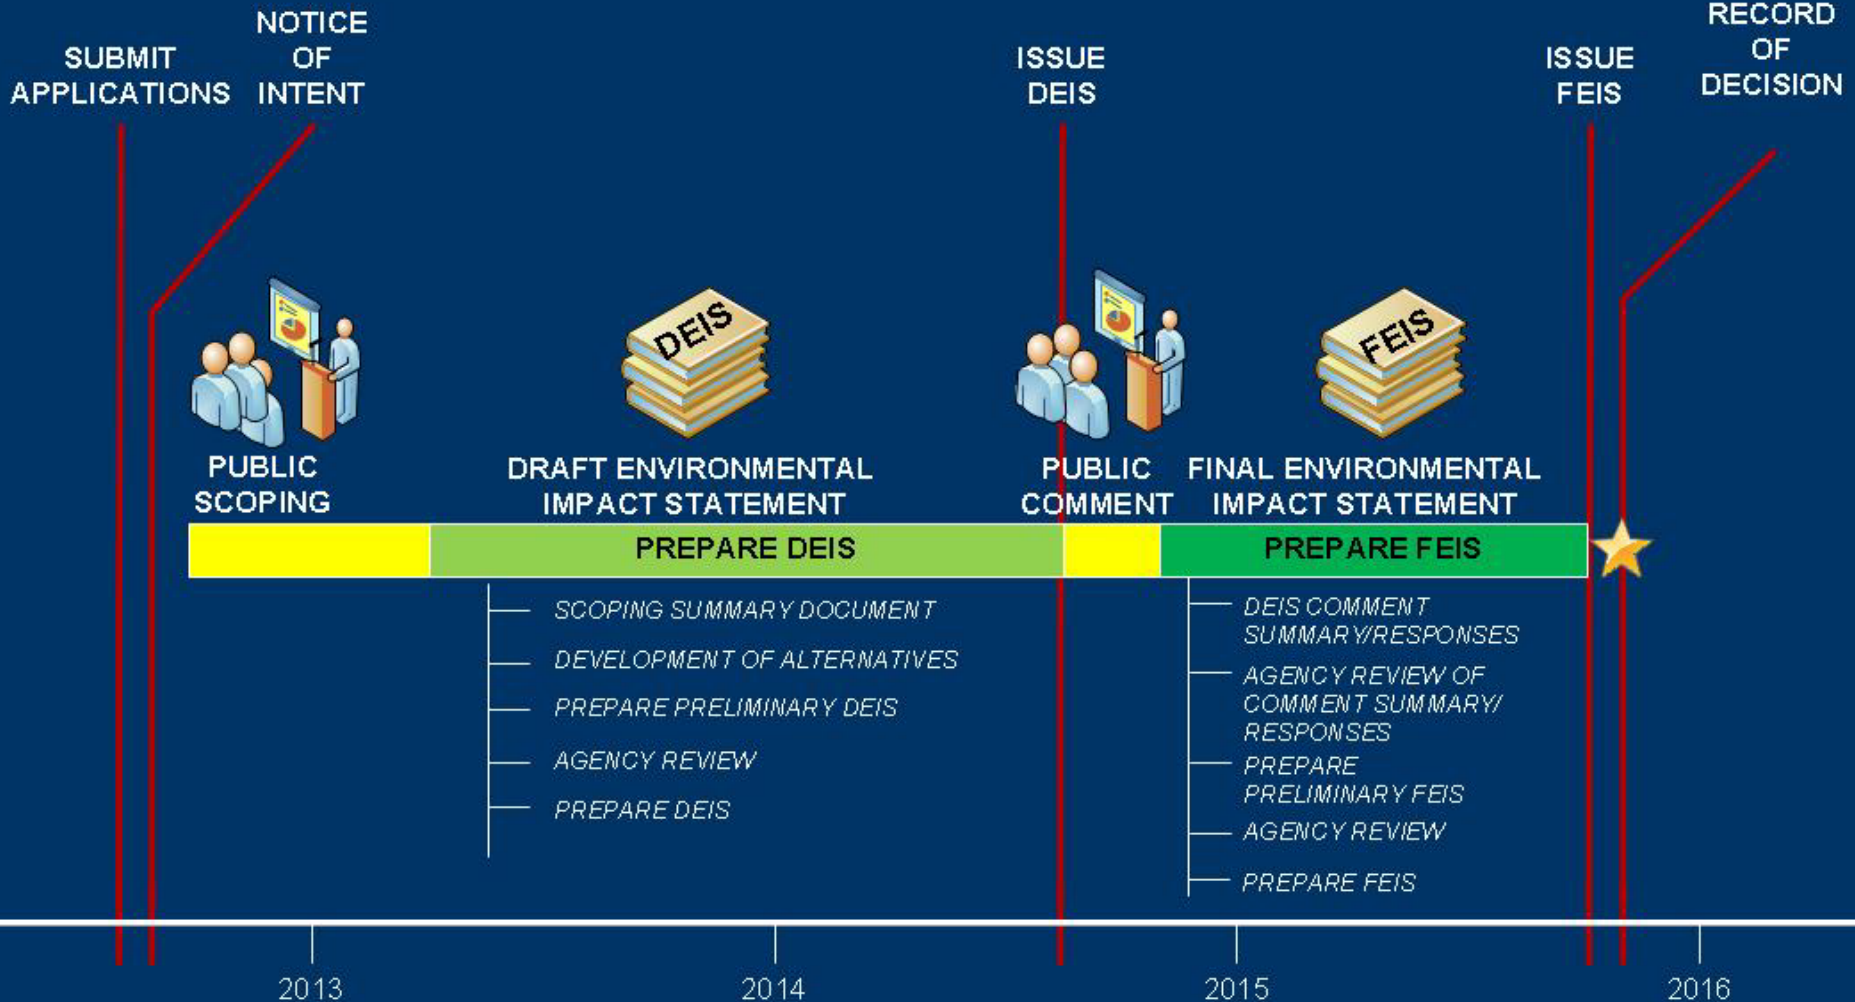 SUBMIT
APPLICATIONS
NOTICE
OF
INTENT
ISSUE
DEIS
ISSUE
FEIS
RECORD
OF
DECISION
DEIS
FEIS
PUBLIC
SCOPING
DRAFT ENVIRONMENTAL
IMPACT STATEMENT
PUBLIC
COMMENT
FINAL ENVIRONMENTAL
IMPACT STATEMENT
PREPARE DEIS
PREPARE FEIS
SCOPING SUMMARY DOCUMENT
DEVELOPMENT OF ALTERNATIVES
PREPARE PRELIMINARY DEIS
AGENCY REVIEW
PREPARE DEIS
DEIS COMMENT
SUMMARY/RESPONSES
AGENCY REVIEW OF
COMMENT SUMMARY/
RESPONSES
PREPARE
PRELIMINARY FEIS
AGENCY REVIEW
PREPARE FEIS
2013
2014
2015
2016